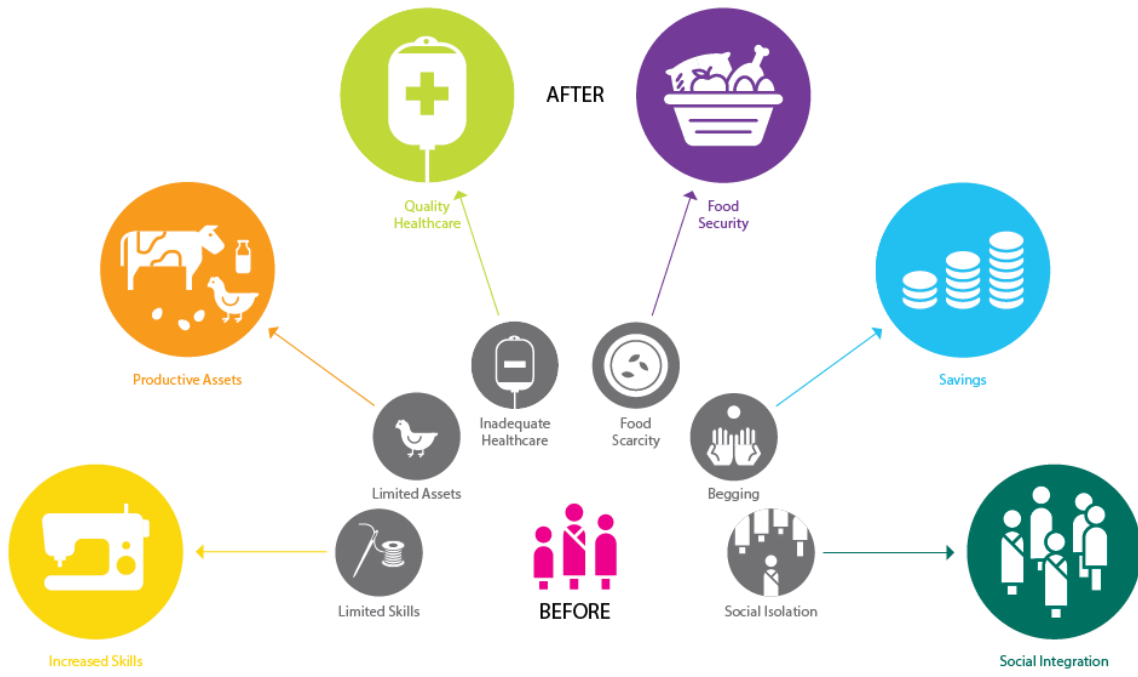 AFTER
Quality
Healthcare
Food
Security
Productive Assets
Savings
Inadequate
Healthcare
Food
Scarcity
Limited Assets
Begging
Limited Skills
BEFORE
Social Isolation
Increased Skills
Social Integration